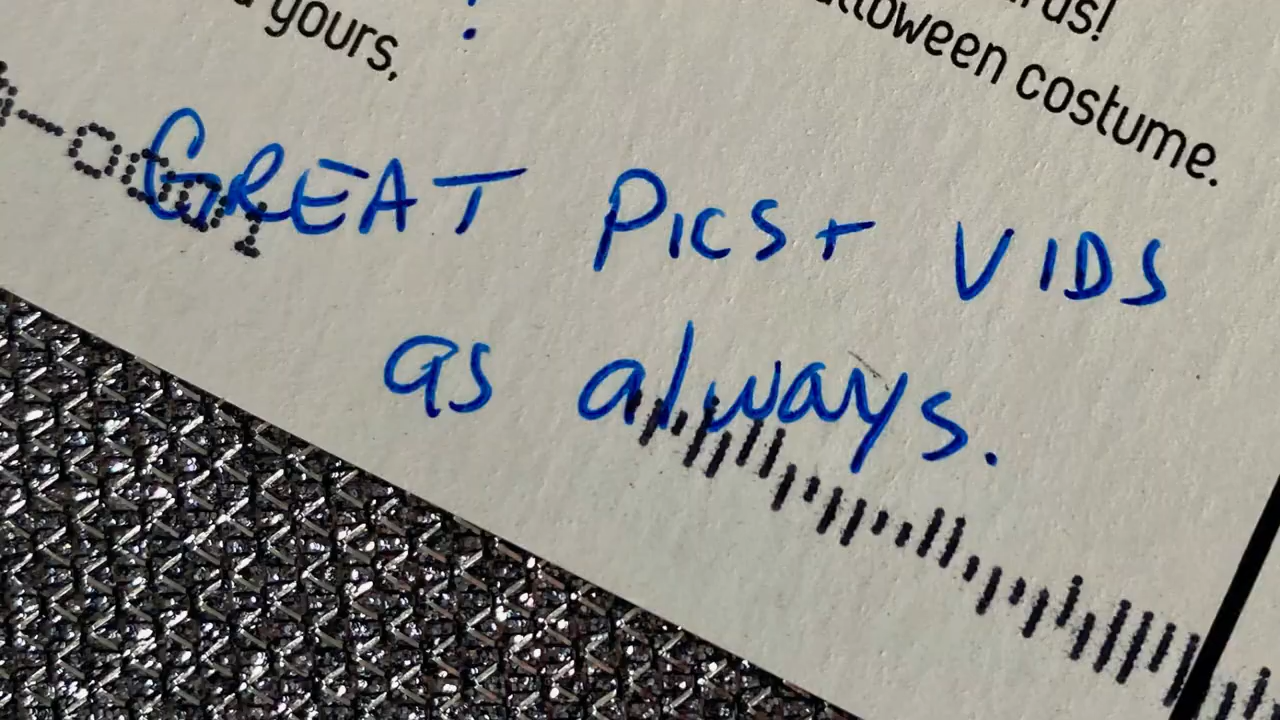 yours,
Halloween costume.
GREAT PICS + VIDS
as always.